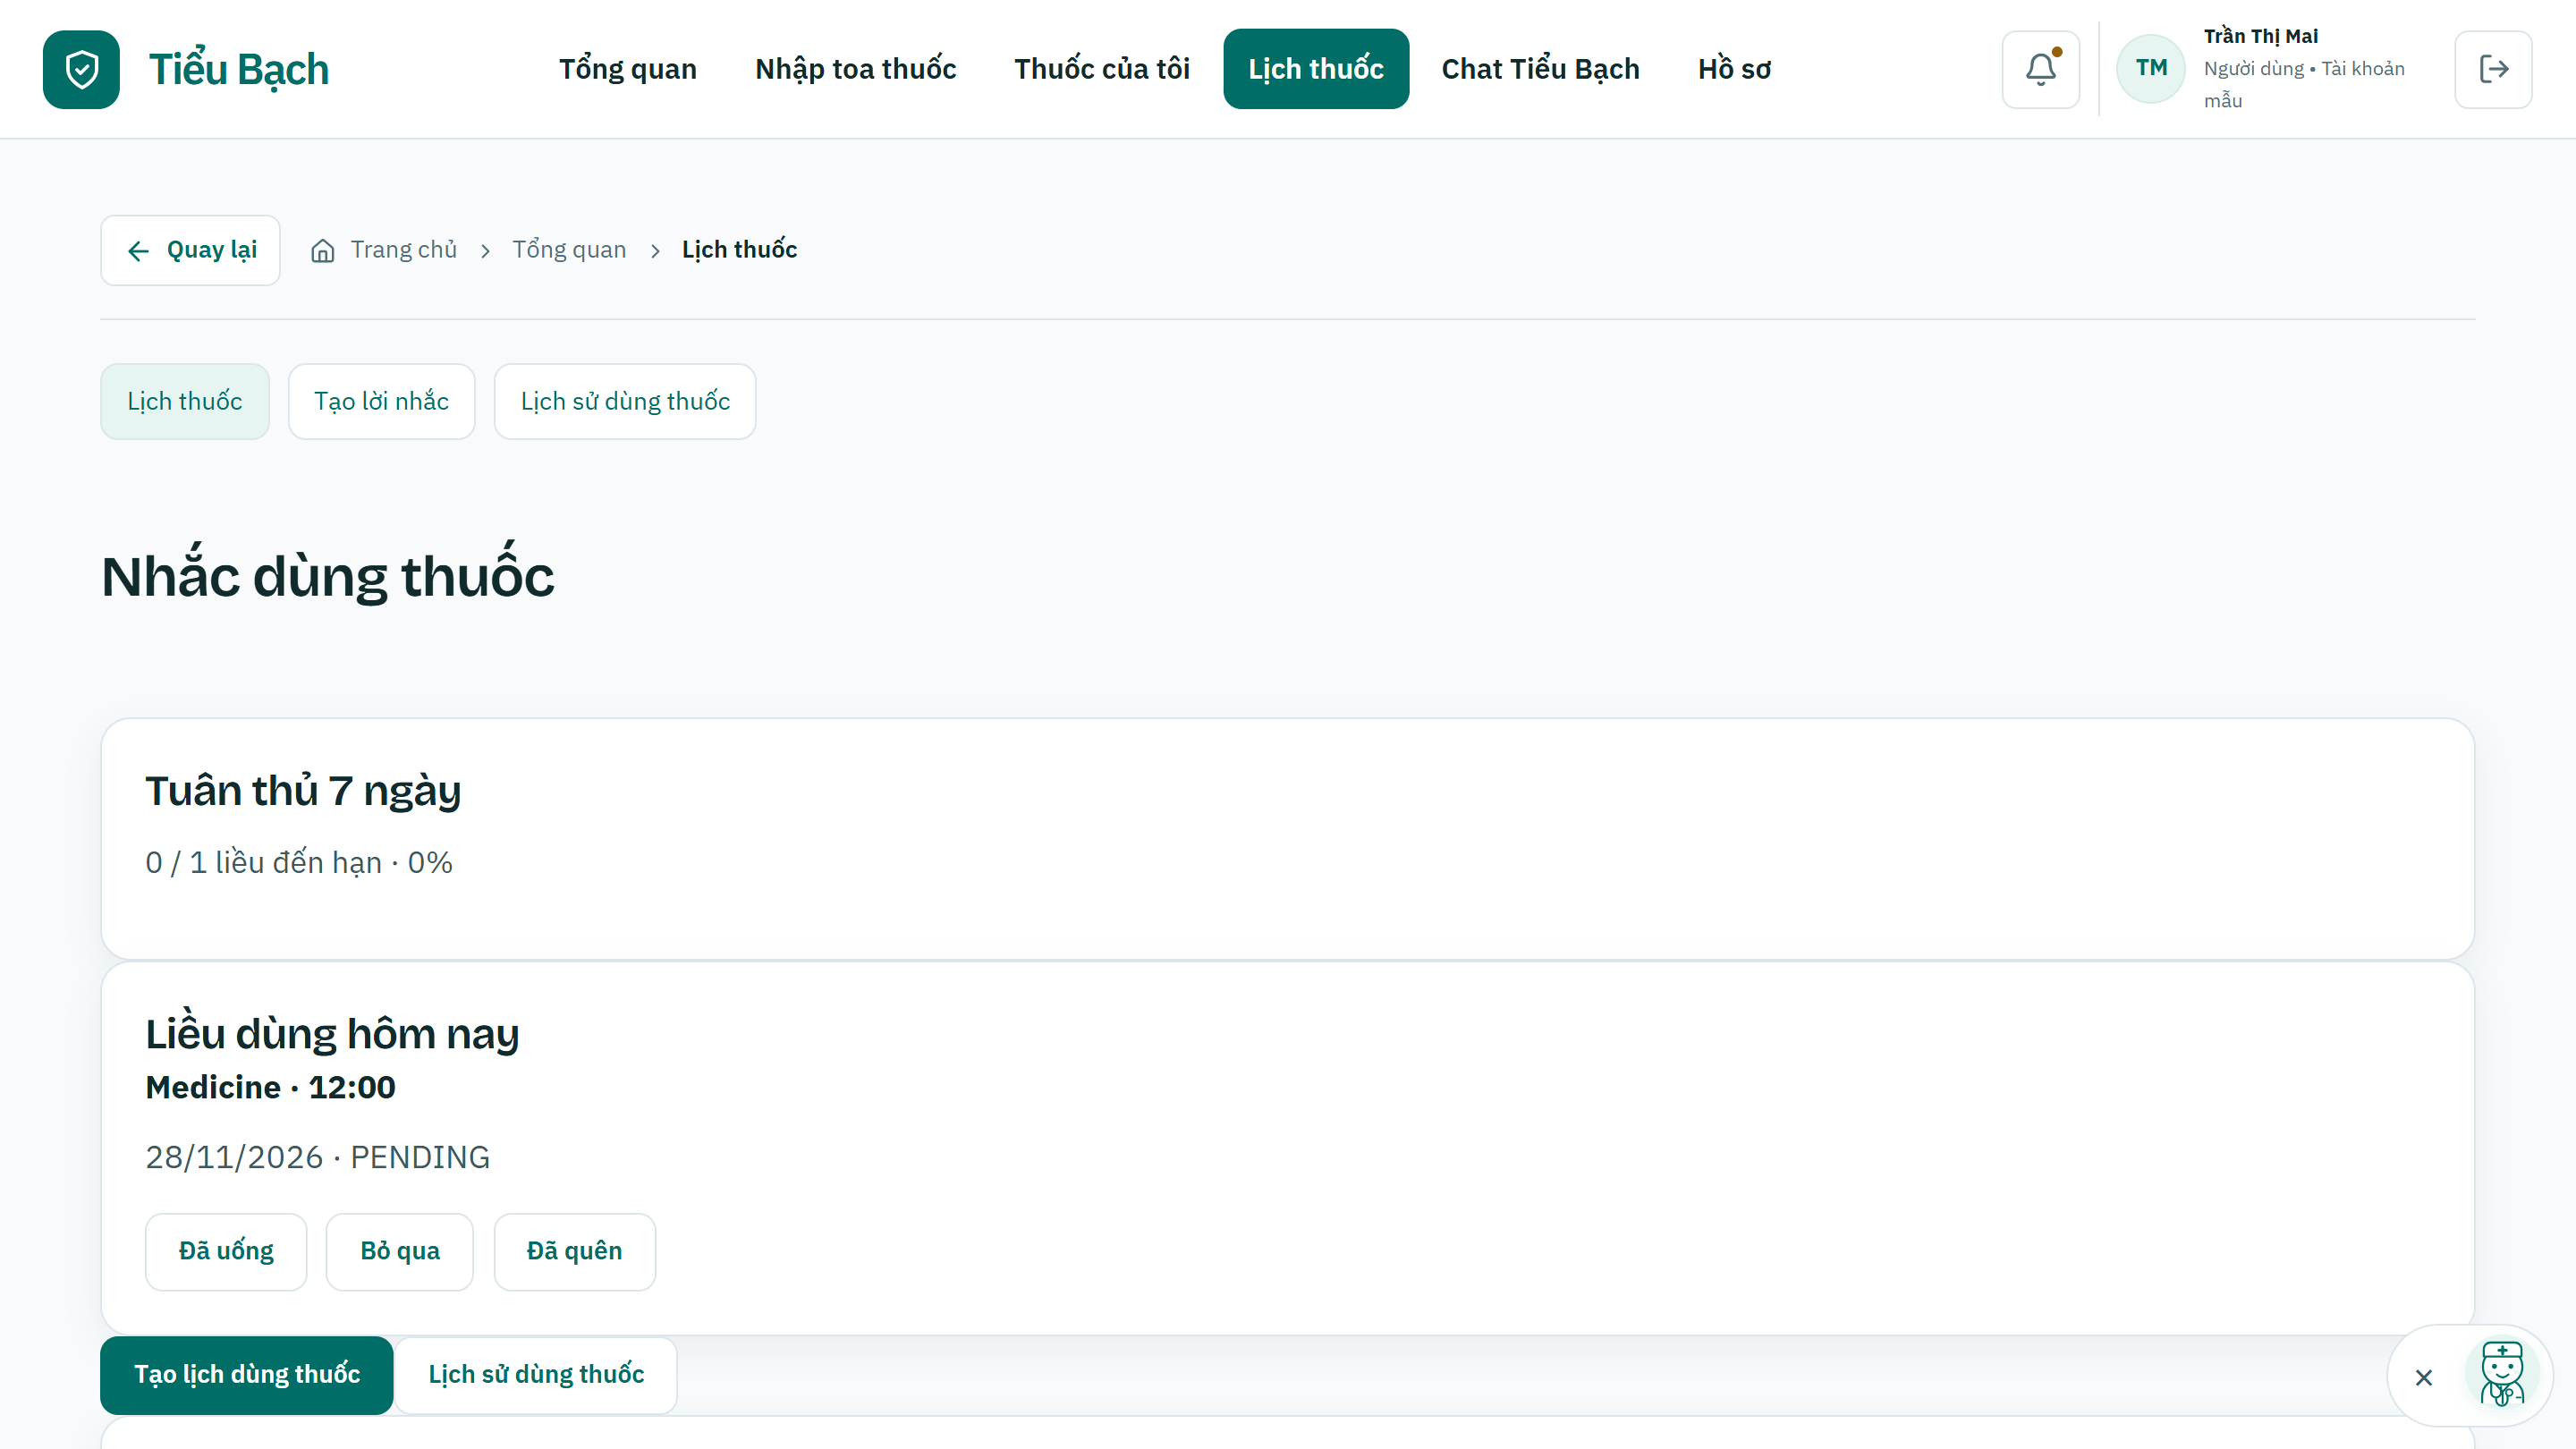 Tiểu Bạch
Tổng quan
Nhập toa thuốc
Thuốc của tôi
Lịch thuốc
Chat Tiểu Bạch
Hồ sơ
TM
Trần Thị Mai
Người dùng • Tài khoản
mẫu
Quay lại
Trang chủ
Tổng quan
Lịch thuốc
Lịch thuốc
Tạo lời nhắc
Lịch sử dùng thuốc
Nhắc dùng thuốc
Tuân thủ 7 ngày
0 / 1 liều đến hạn · 0%
Liều dùng hôm nay
Medicine · 12:00
28/11/2026 · PENDING
Đã uống
Bỏ qua
Đã quên
Tạo lịch dùng thuốc
Lịch sử dùng thuốc